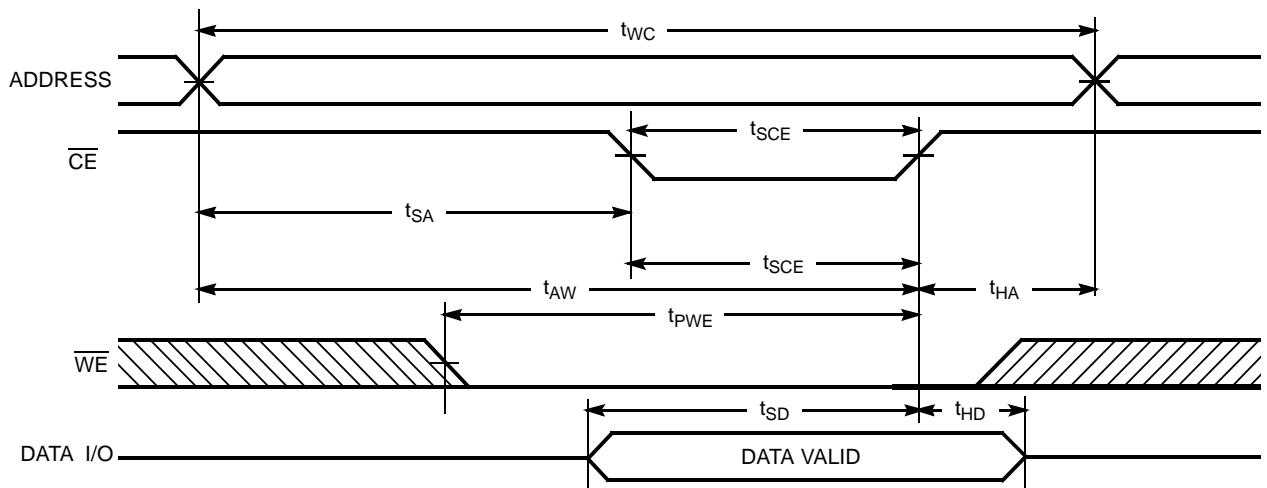 tWC
ADDRESS
tSCE
CE
tSA
tSCE
tAW
tHA
tPWE
WE
tSD
tHD
DATA I/O
DATA VALID